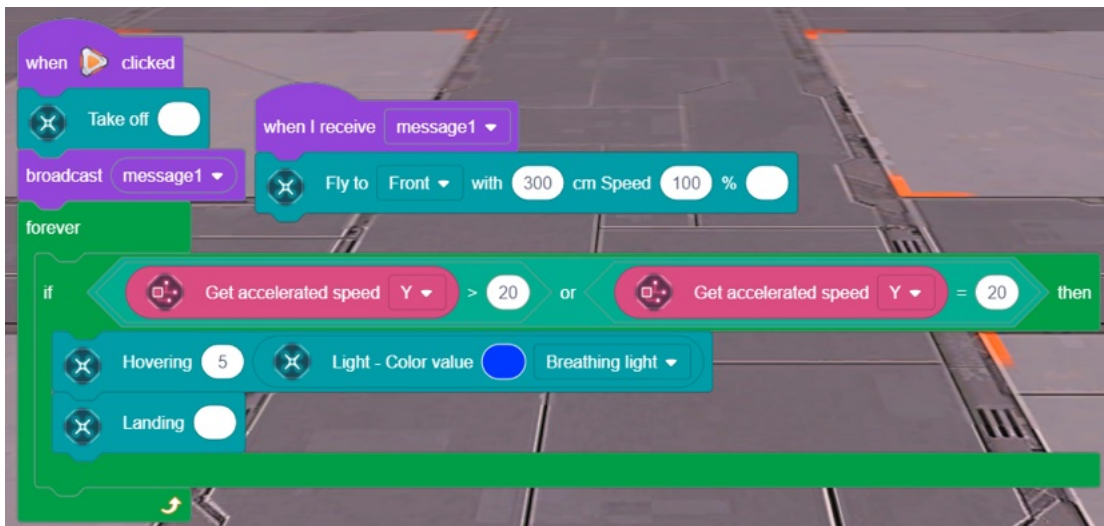 when clicked
Take off
broadcast message1
when I receive message1
Fly to Front with 300 cm Speed 100 %
forever
if Get accelerated speed Y > 20 or Get accelerated speed Y = 20 then
Hovering 5 Light - Color value Breathing light
Landing